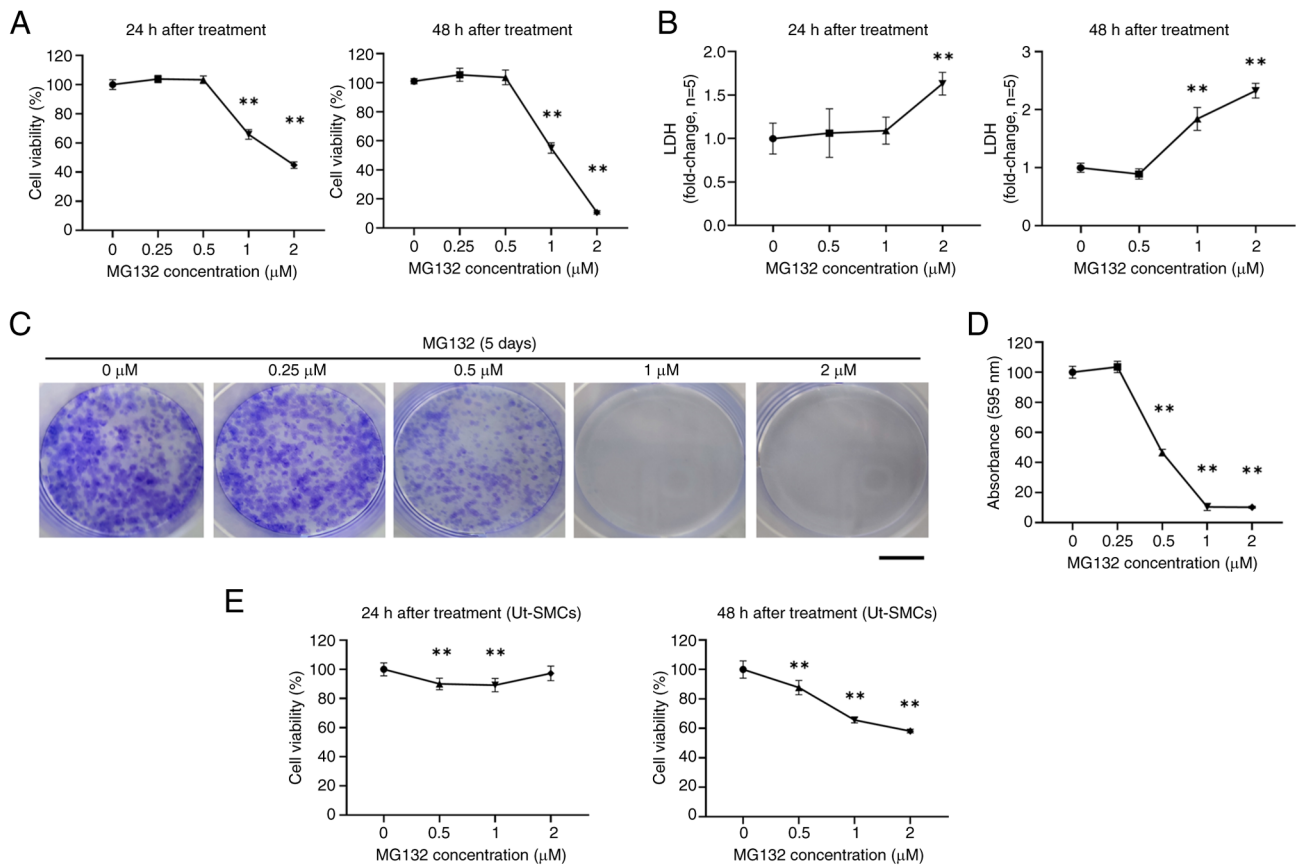 A
24 h after treatment
120
100
80
60
40
20
0
Cell viability (%)
**
**
0 0.25 0.5 1 2
MG132 concentration (μM)
48 h after treatment
120
100
80
60
40
20
0
Cell viability (%)
**
**
0 0.25 0.5 1 2
MG132 concentration (μM)
B
24 h after treatment
2.0
1.5
1.0
0.5
0.0
LDH
(fold-change, n=5)
**
0 0.5 1 2
MG132 concentration (μM)
48 h after treatment
3
2
1
0
LDH
(fold-change, n=5)
**
**
0 0.5 1 2
MG132 concentration (μM)
C
MG132 (5 days)
0 μM 0.25 μM 0.5 μM 1 μM 2 μM
D
120
100
80
60
40
20
0
Absorbance (595 nm)
**
**
**
0 0.25 0.5 1 2
MG132 concentration (μM)
E
24 h after treatment (Ut-SMCs)
120
100
80
60
40
20
0
Cell viability (%)
**
**
0 0.5 1 2
MG132 concentration (μM)
48 h after treatment (Ut-SMCs)
120
100
80
60
40
20
0
Cell viability (%)
**
**
**
0 0.5 1 2
MG132 concentration (μM)